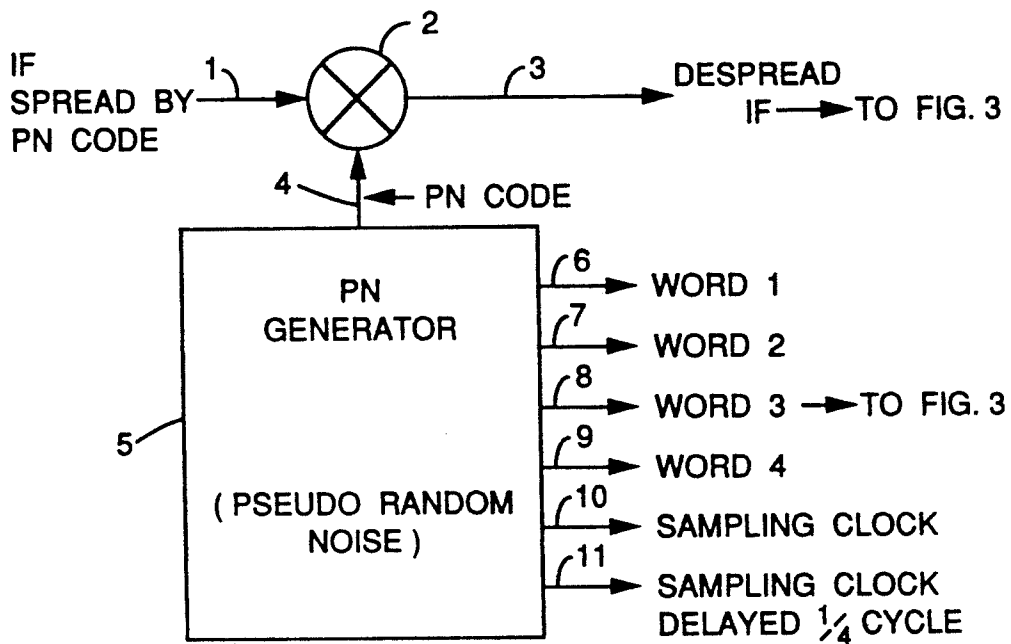 2
IF
SPREAD BY
PN CODE
1
3
DESPREAD
IF → TO FIG. 3
4
PN CODE
PN
GENERATOR
(PSEUDO RANDOM
NOISE)
5
6
WORD 1
7
WORD 2
8
WORD 3 → TO FIG. 3
9
WORD 4
10
SAMPLING CLOCK
11
SAMPLING CLOCK
DELAYED 1/4 CYCLE